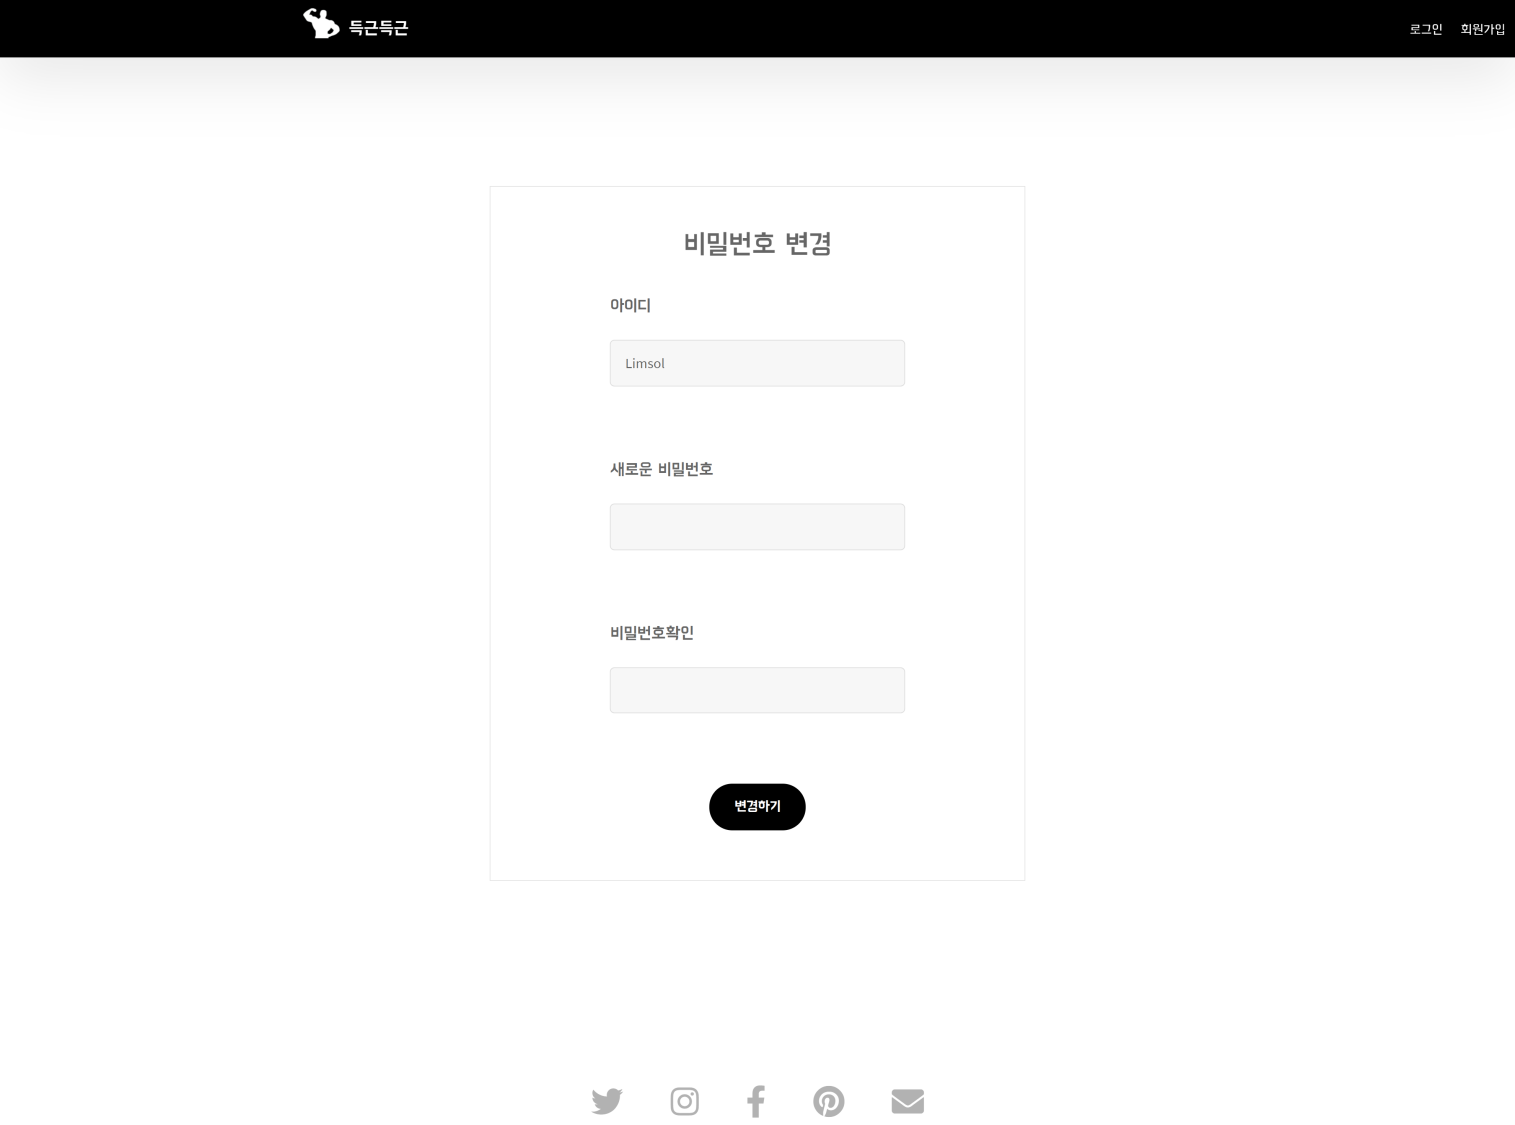 득근득근
로그인 회원가입
비밀번호 변경
아이디
Limsol
새로운 비밀번호
비밀번호확인
변경하기